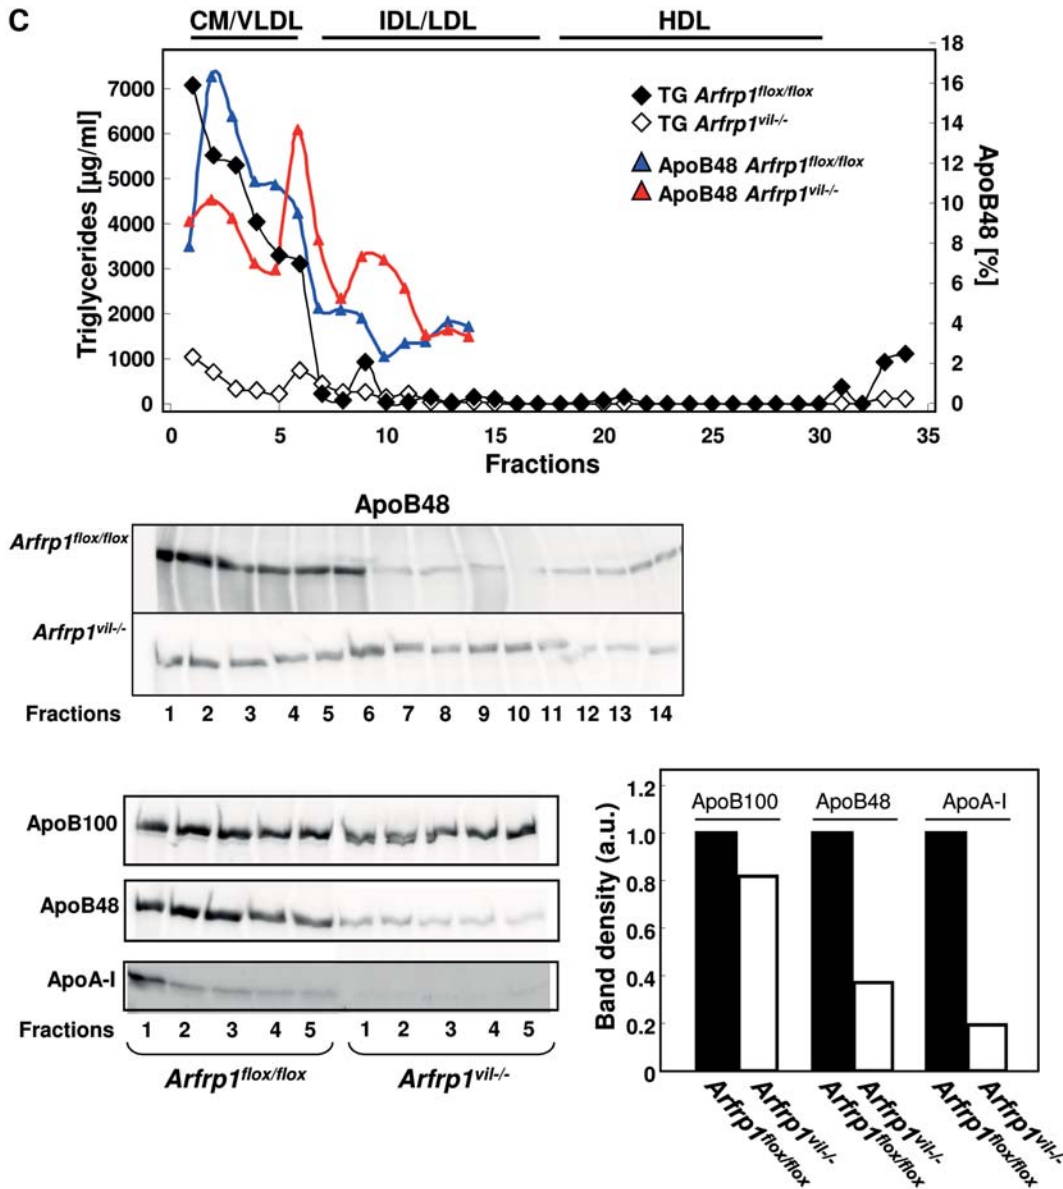 C
CM/VLDL IDL/LDL HDL
Triglycerides [µg/ml]
7000
6000
5000
4000
3000
2000
1000
0
TG Arfrp1flox/flox
TG Arfrp1vil-/-
ApoB48 Arfrp1flox/flox
ApoB48 Arfrp1vil-/-
18
16
14
12
10
8
6
4
2
0
ApoB48 [%]
0 5 10 15 20 25 30 35
Fractions
ApoB48
Arfrp1flox/flox
Arfrp1vil-/-
Fractions 1 2 3 4 5 6 7 8 9 10 11 12 13 14
ApoB100
ApoB48
ApoA-I
Fractions 1 2 3 4 5 1 2 3 4 5
Arfrp1flox/flox Arfrp1vil-/-
Band density (a.u.)
1.2
1.0
0.8
0.6
0.4
0.2
0
ApoB100 ApoB48 ApoA-I
Arfrp1flox/flox
Arfrp1vil-/-
Arfrp1flox/flox
Arfrp1vil-/-
Arfrp1flox/flox
Arfrp1vil-/-